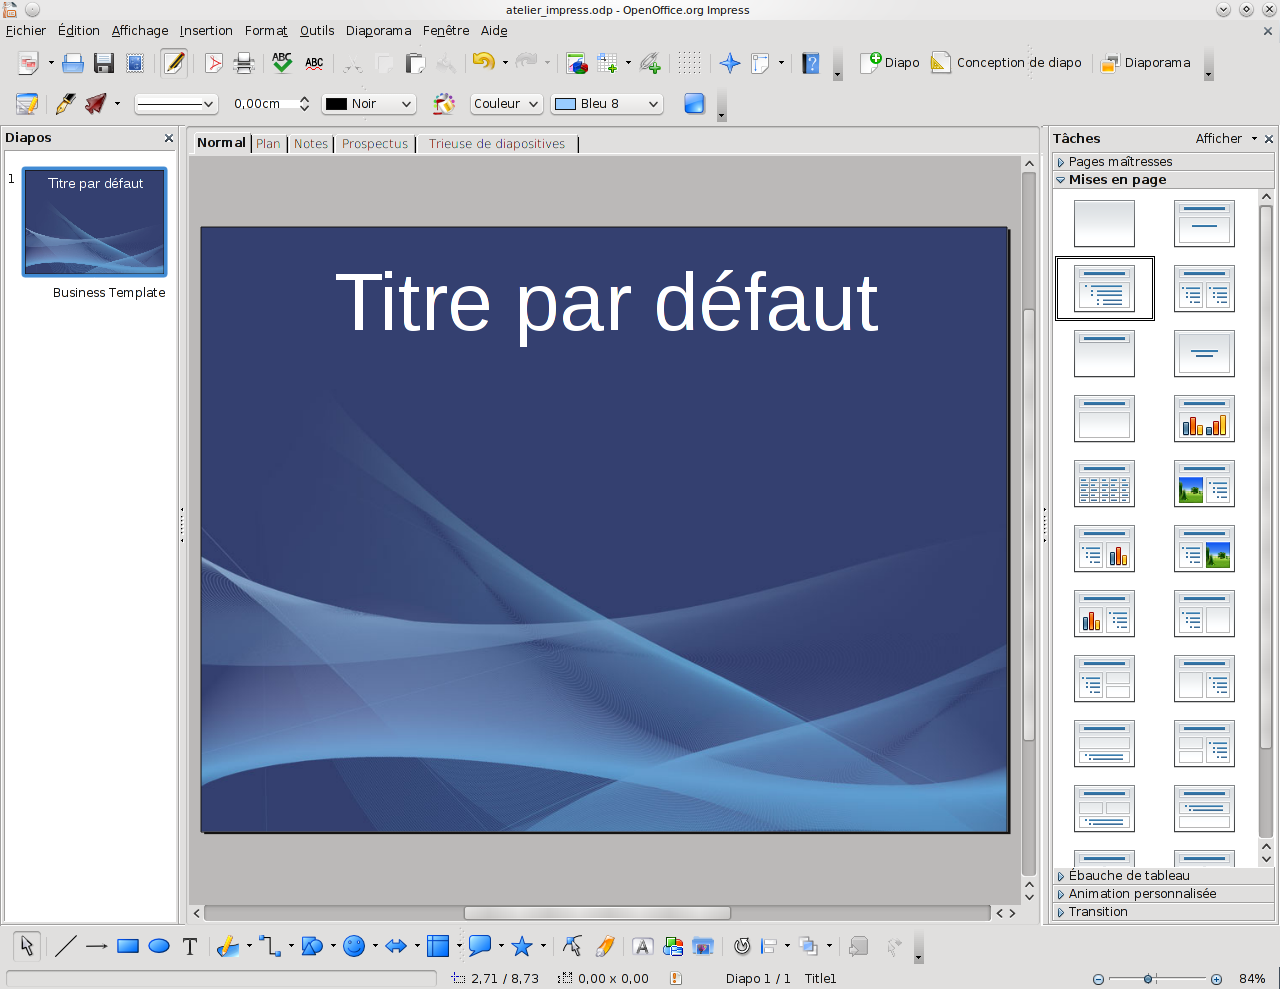 atelier_impress.odp - OpenOffice.org Impress
Fichier Édition Affichage Insertion Format Outils Diaporama Fenêtre Aide
ABC ABC ? Diapo Conception de diapo Diaporama
0,00cm Noir Couleur Bleu 8
Diapos
1
Titre par défaut
Business Template
Normal Plan Notes Prospectus Trieuse de diapositives
Titre par défaut
Tâches Afficher
Pages maîtresses
Mises en page
Ébauche de tableau
Animation personnalisée
Transition
T A
2,71 / 8,73 0,00 x 0,00 Diapo 1 / 1 Title1 84%